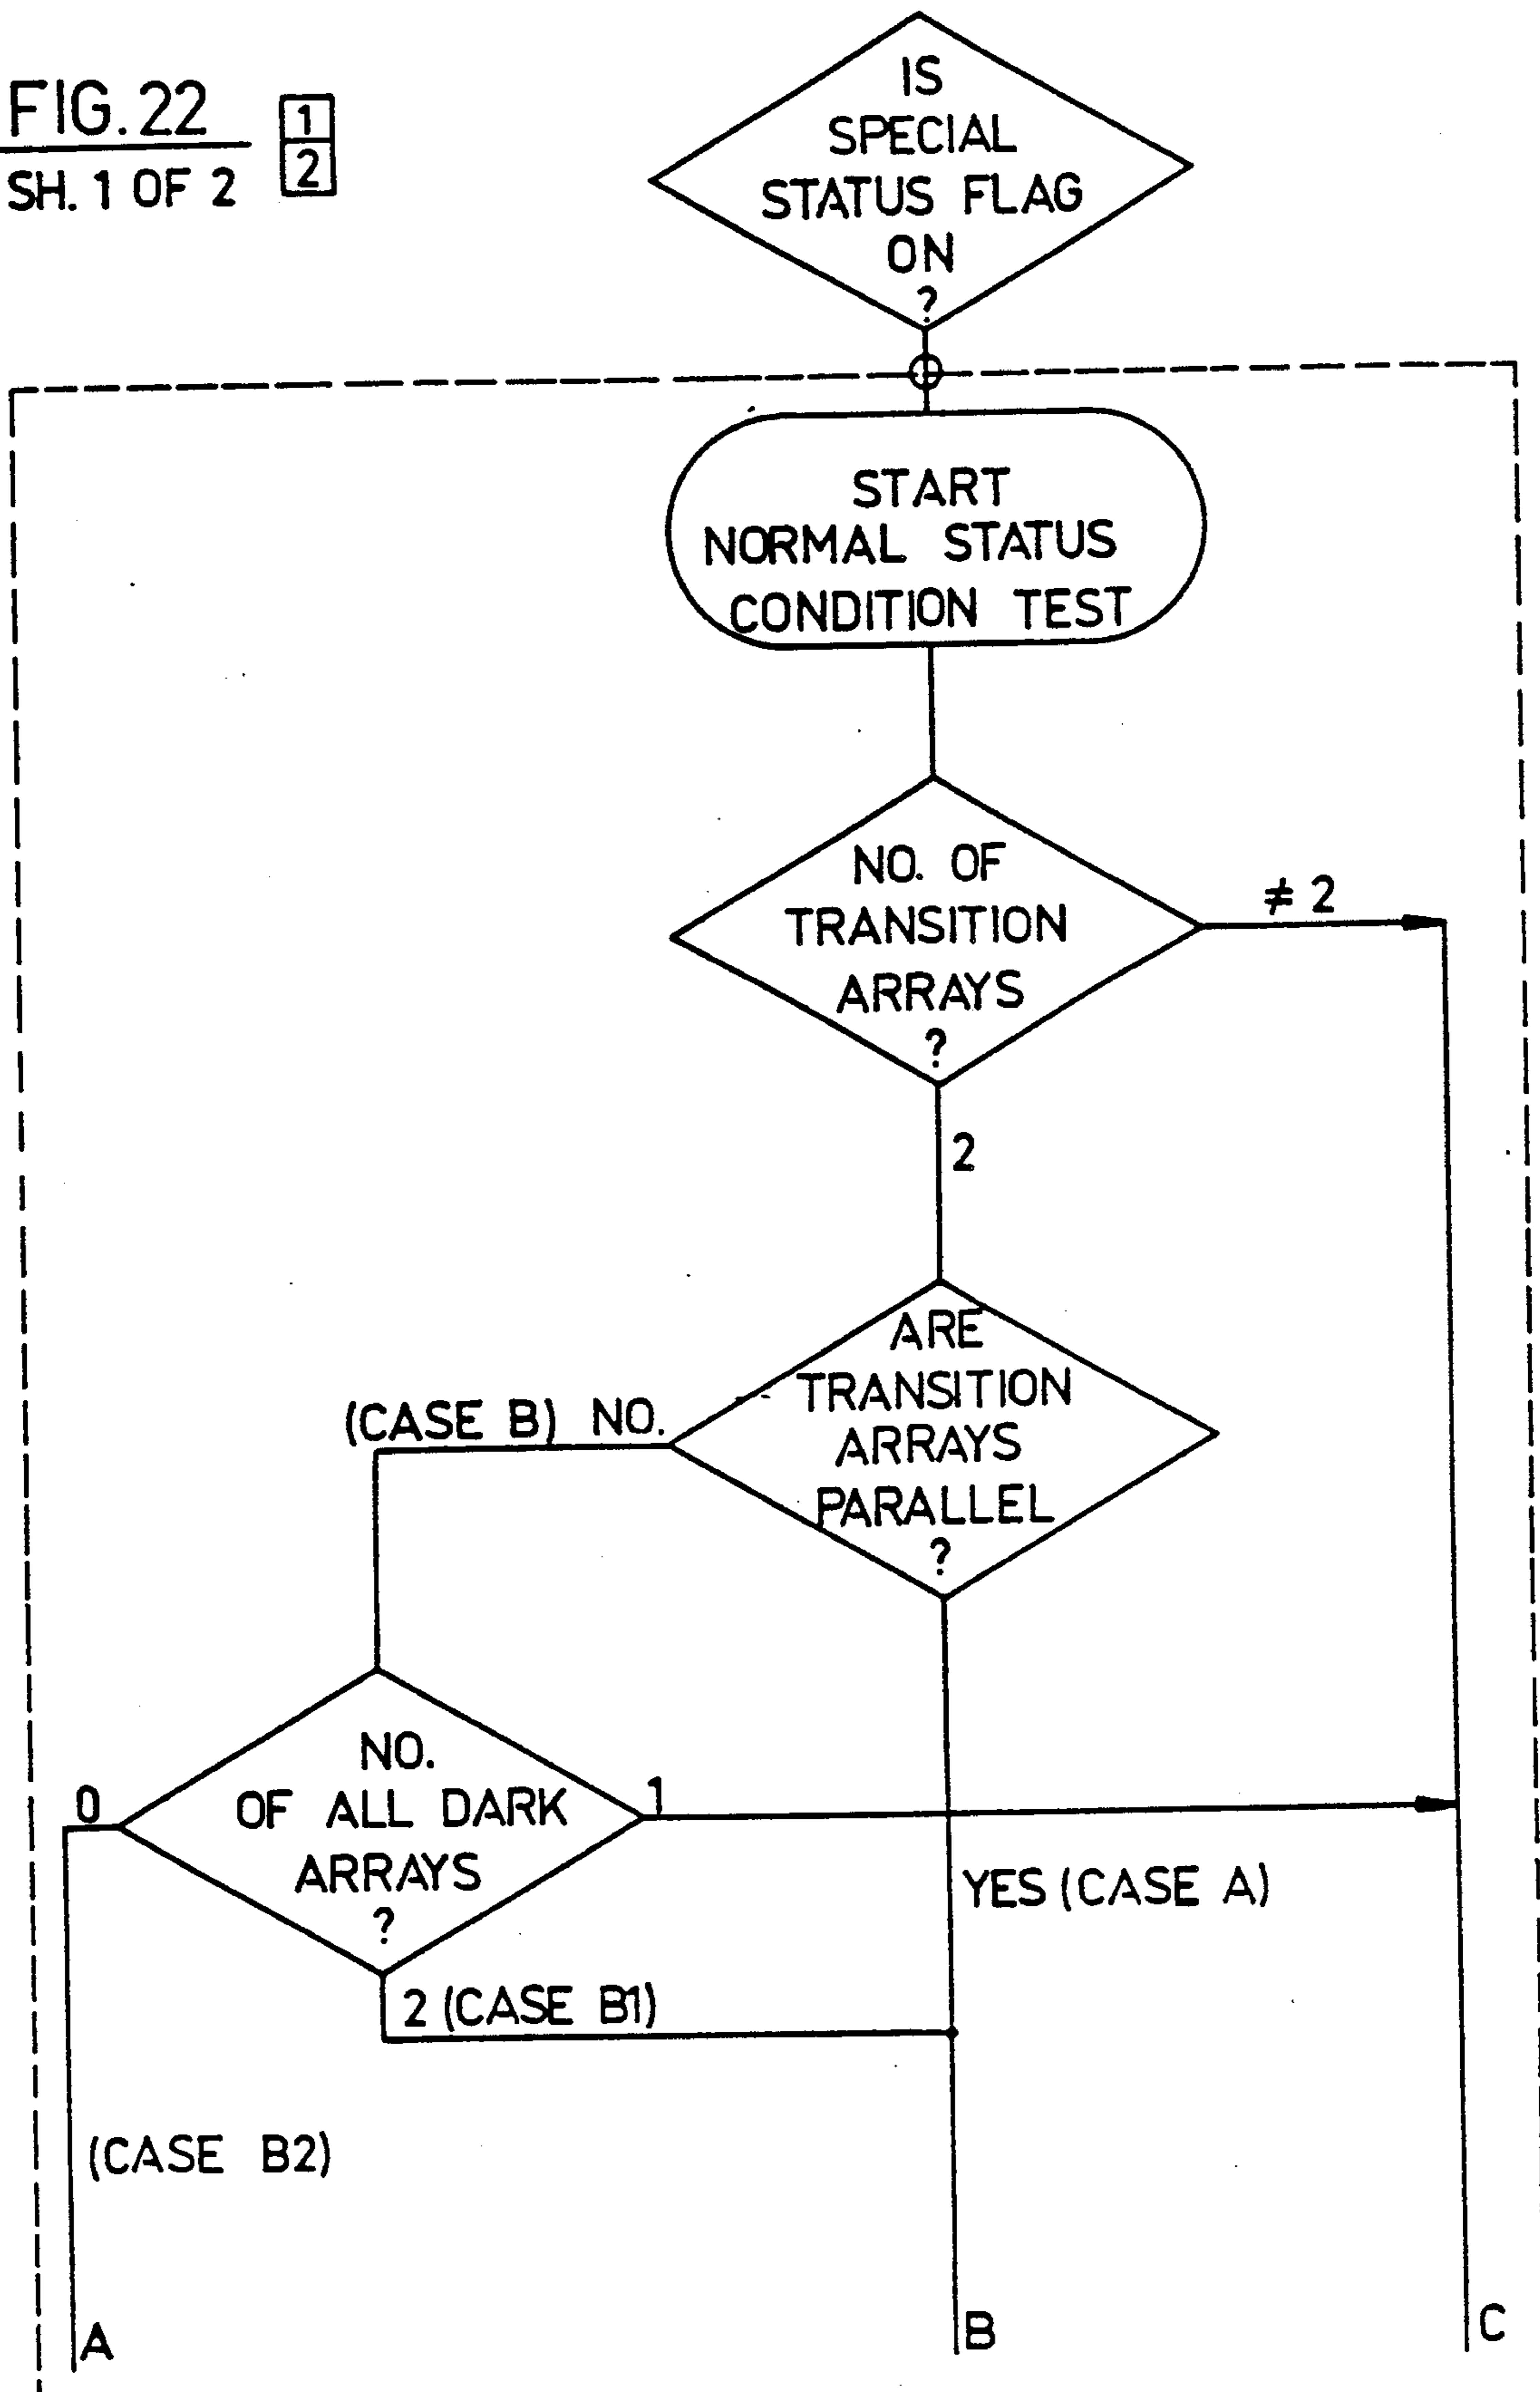 FIG. 22
SH. 1 OF 2
1
2
IS
SPECIAL
STATUS FLAG
ON
?
START
NORMAL STATUS
CONDITION TEST
NO. OF
TRANSITION
ARRAYS
?
≠ 2
2
ARE
TRANSITION
ARRAYS
PARALLEL
?
(CASE B) NO.
NO.
OF ALL DARK
ARRAYS
?
0
1
YES (CASE A)
2 (CASE B1)
(CASE B2)
A
B
C